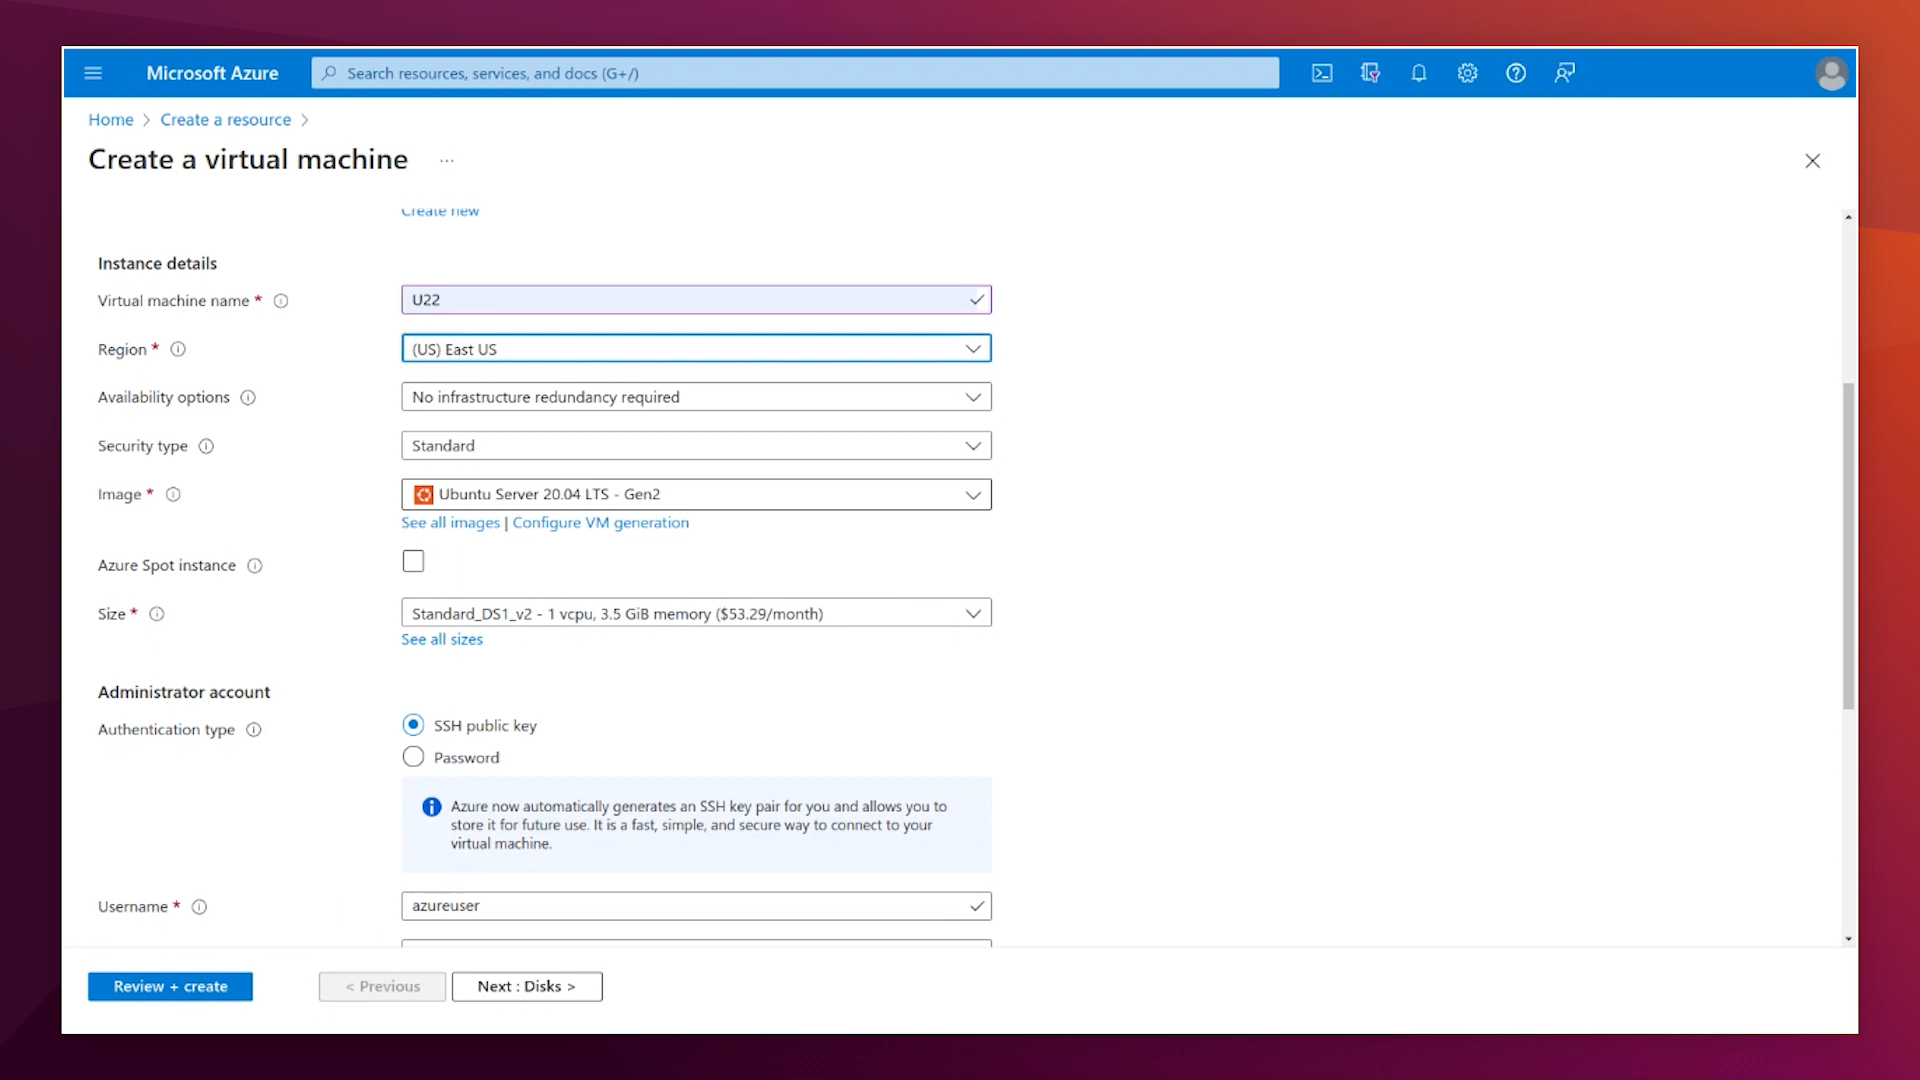 Microsoft Azure
Search resources, services, and docs (G+/)
Home > Create a resource >
Create a virtual machine ...
Create new
Instance details
Virtual machine name *
U22
Region *
(US) East US
Availability options
No infrastructure redundancy required
Security type
Standard
Image *
Ubuntu Server 20.04 LTS - Gen2
See all images | Configure VM generation
Azure Spot instance
Size *
Standard_DS1_v2 - 1 vcpu, 3.5 GiB memory ($53.29/month)
See all sizes
Administrator account
Authentication type
SSH public key
Password
Azure now automatically generates an SSH key pair for you and allows you to
store it for future use. It is a fast, simple, and secure way to connect to your
virtual machine.
Username *
azureuser
Review + create
< Previous
Next : Disks >